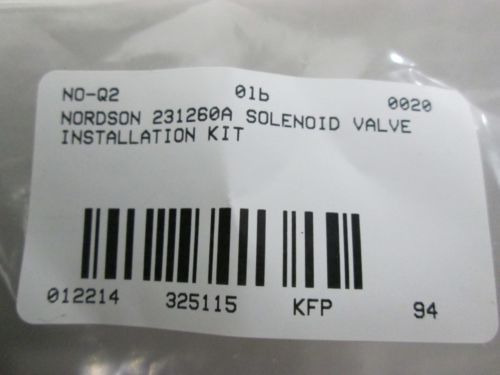 NO-Q2 01b 0020
NORDSON 231260A SOLENOID VALVE
INSTALLATION KIT
012214 325115 KFP 94